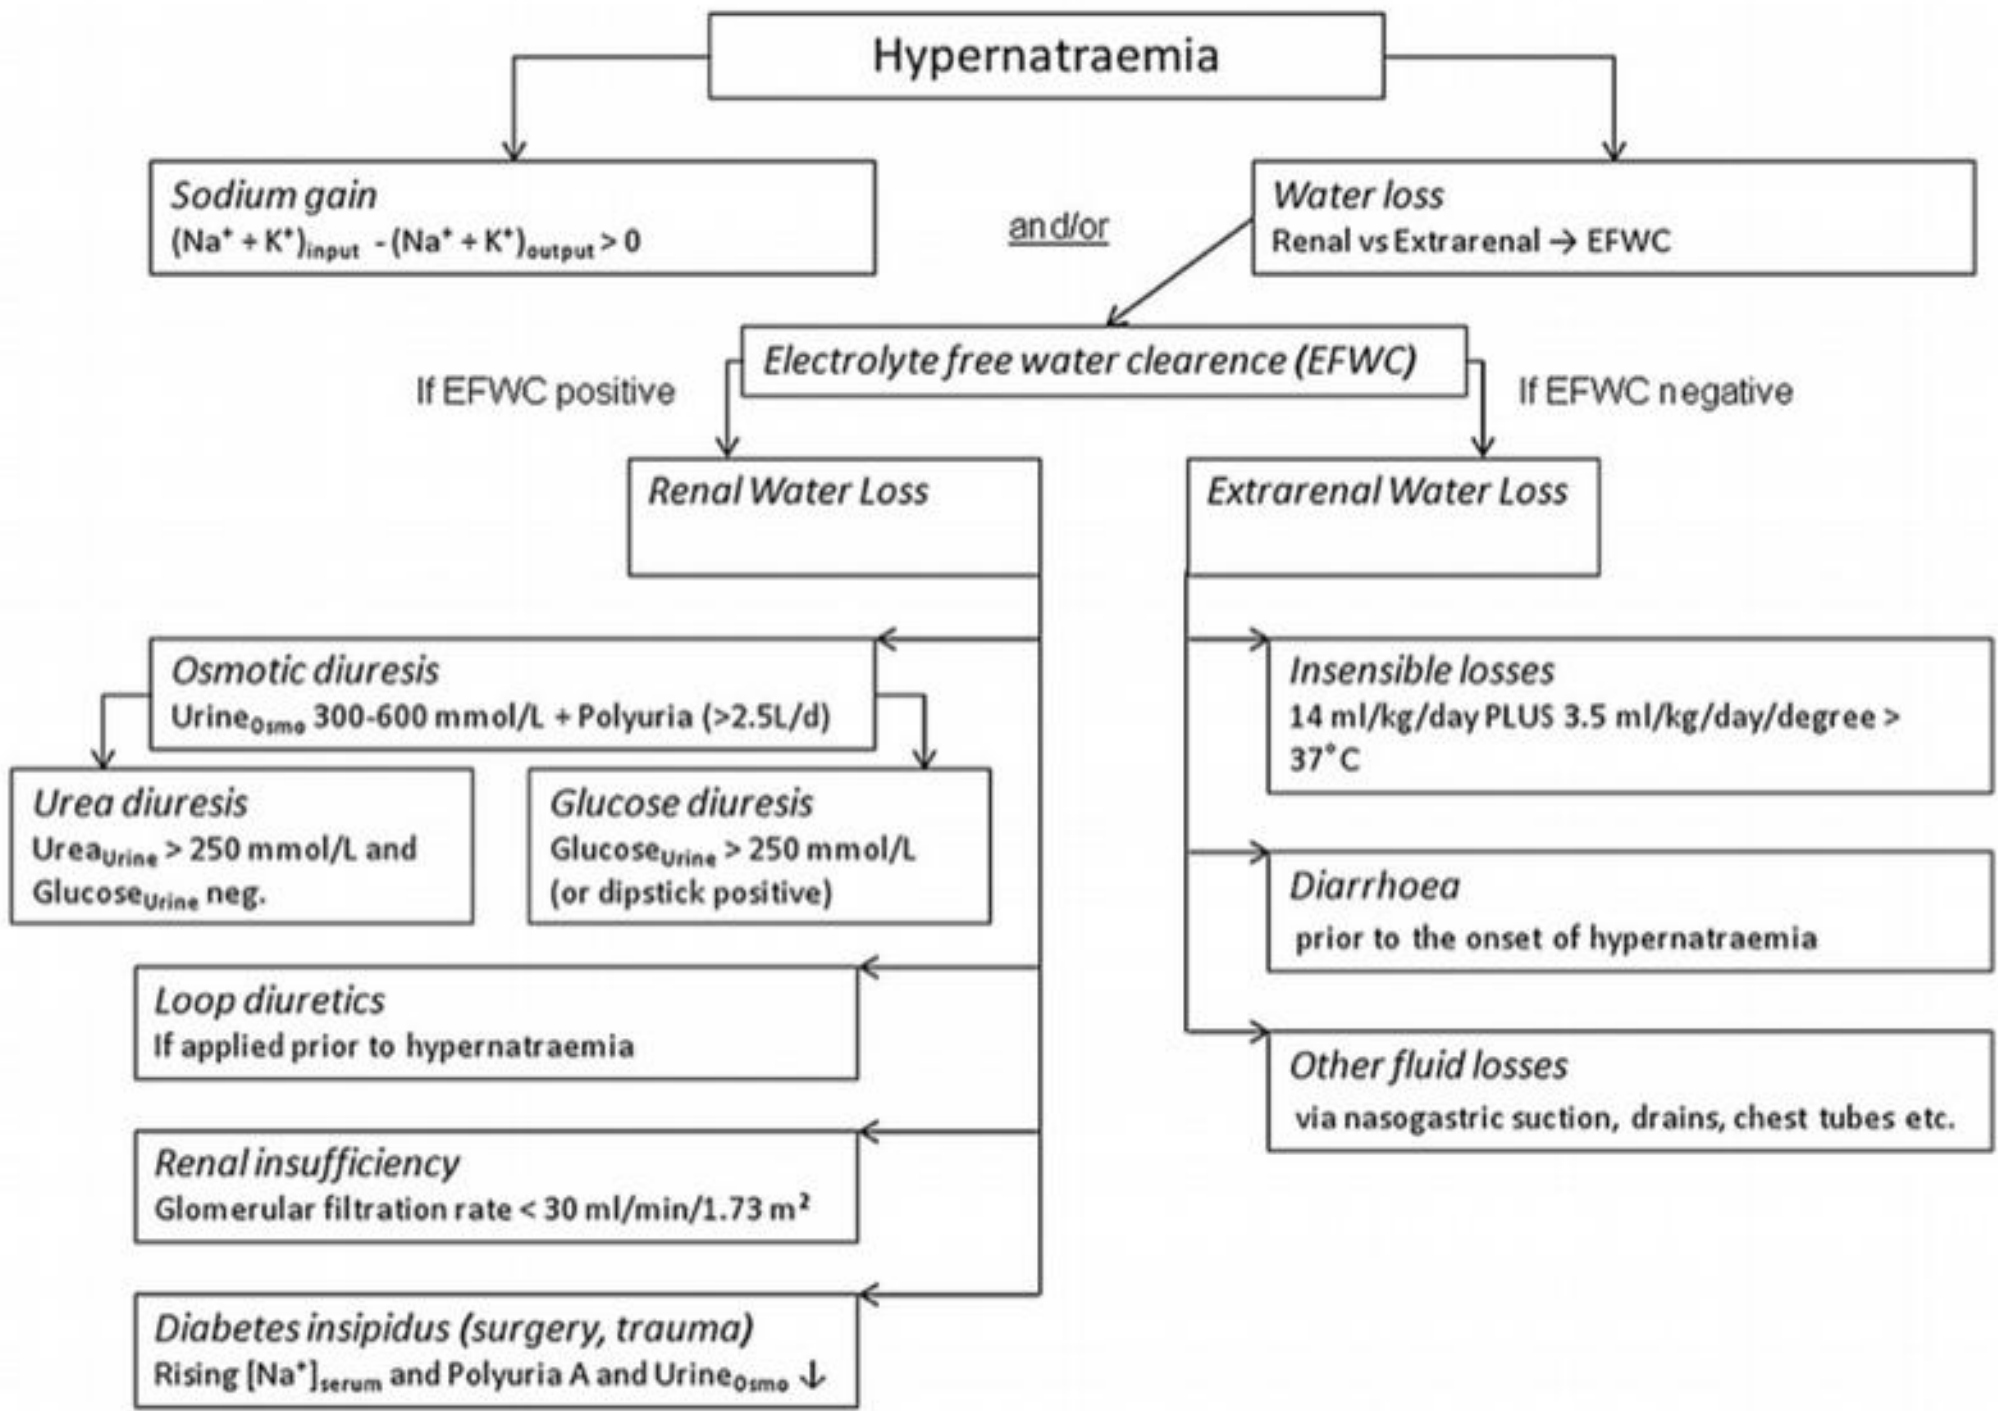 Hypernatraemia
Sodium gain
(Na⁺ + K⁺)input - (Na⁺ + K⁺)output > 0
and/or
Water loss
Renal vs Extrarenal → EFWC
Electrolyte free water clearence (EFWC)
If EFWC positive
If EFWC negative
Renal Water Loss
Extrarenal Water Loss
Osmotic diuresis
UrineOsmo 300-600 mmol/L + Polyuria (>2.5L/d)
Urea diuresis
UreaUrine > 250 mmol/L and
GlucoseUrine neg.
Glucose diuresis
GlucoseUrine > 250 mmol/L
(or dipstick positive)
Loop diuretics
If applied prior to hypernatraemia
Renal insufficiency
Glomerular filtration rate < 30 ml/min/1.73 m²
Diabetes insipidus (surgery, trauma)
Rising [Na⁺]serum and Polyuria A and UrineOsmo ↓
Insensible losses
14 ml/kg/day PLUS 3.5 ml/kg/day/degree >
37°C
Diarrhoea
prior to the onset of hypernatraemia
Other fluid losses
via nasogastric suction, drains, chest tubes etc.